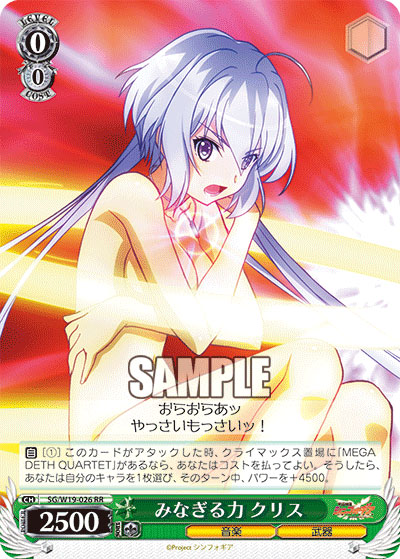 LEVEL
0
0
COST
SAMPLE
おらおらあッ
やっさいもっさいッ!
自 [①] このカードがアタックした時、クライマックス置場に「MEGA
DETH QUARTET」があるなら、あなたはコストを払ってよい。そうしたら、
あなたは自分のキャラを1枚選び、そのターン中、パワーを+4500。
CH SG/W19-026 RR
2500
みなぎる力 クリス
音楽 武器
©Project シンフォギア